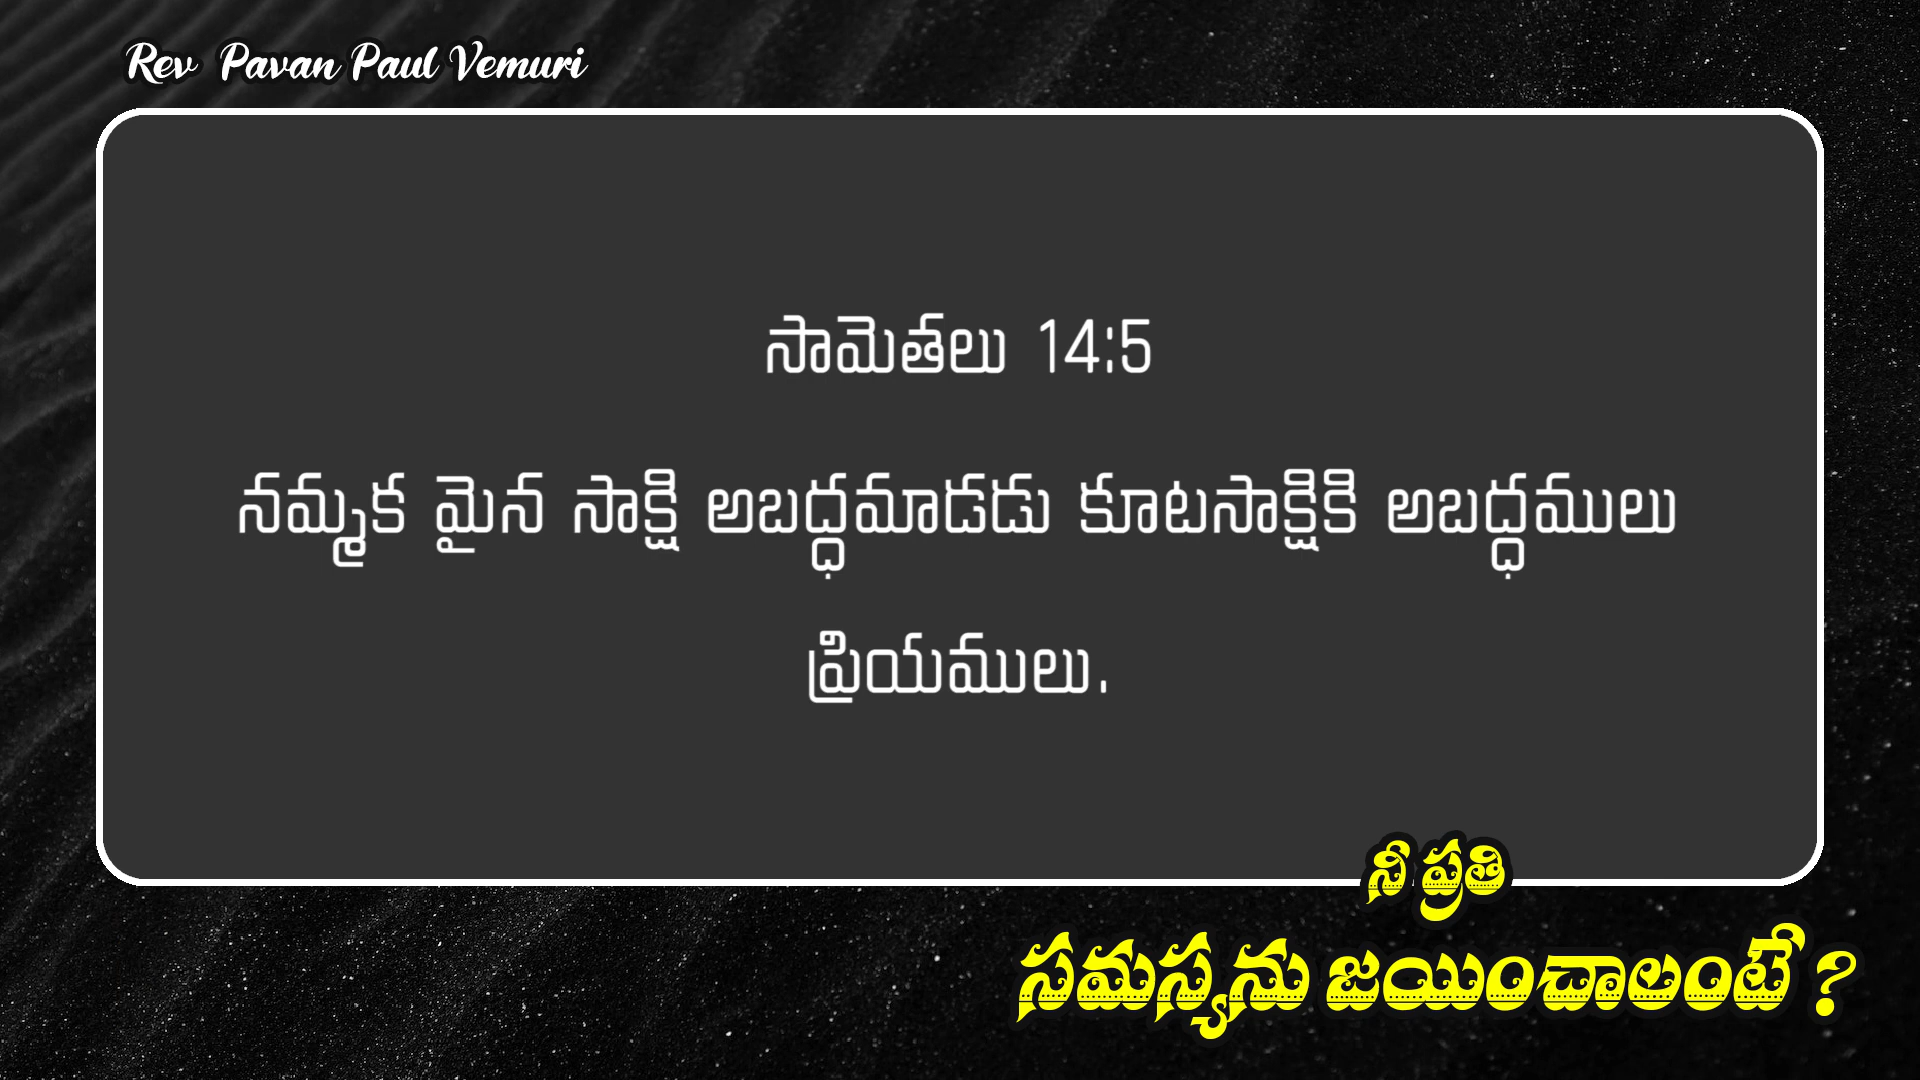 Rev Pavan Paul Vemuri
సామెతలు 14:5
నమ్మక మైన సాక్షి అబద్ధమాడడు కూటసాక్షికి అబద్ధములు
ప్రియములు.
నీ ప్రతి
సమస్యను జయించాలంటే ?